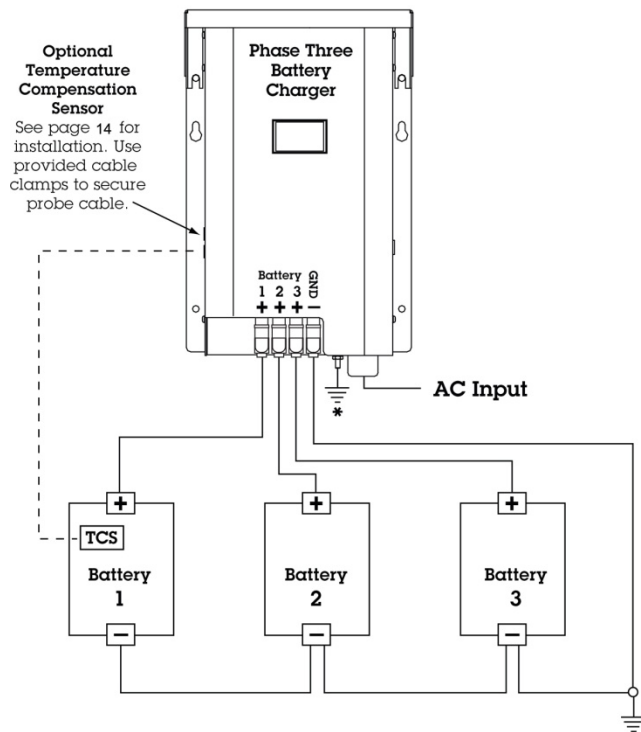 Optional
Temperature
Compensation
Sensor
See page 14 for
installation. Use
provided cable
clamps to secure
probe cable.
Phase Three
Battery
Charger
Battery
1 2 3 GND
+ + + −
*
AC Input
+
TCS
Battery
1
−
+
Battery
2
−
+
Battery
3
−